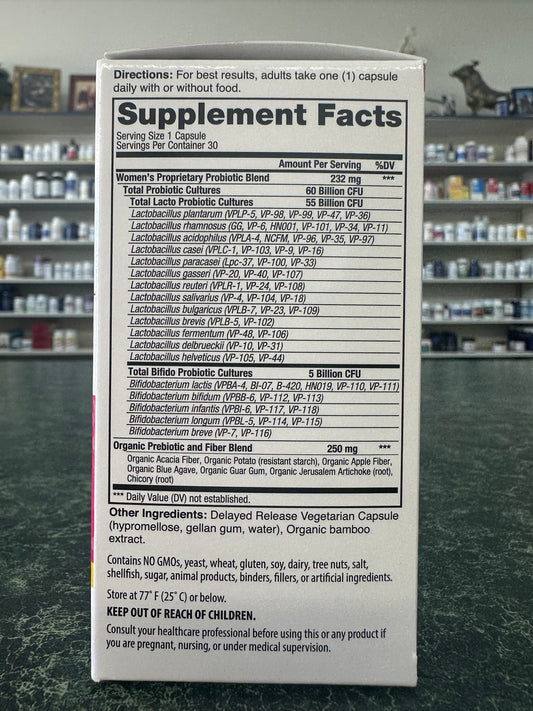 Directions: For best results, adults take one (1) capsule
daily with or without food.
Supplement Facts
Serving Size 1 Capsule
Servings Per Container 30
Amount Per Serving %DV
Women's Proprietary Probiotic Blend 232 mg ***
Total Probiotic Cultures 60 Billion CFU
Total Lacto Probiotic Cultures 55 Billion CFU
Lactobacillus plantarum (VPLP-5, VP-98, VP-99, VP-47, VP-36)
Lactobacillus rhamnosus (GG, VP-6, HN001, VP-101, VP-34, VP-11)
Lactobacillus acidophilus (VPLA-4, NCFM, VP-96, VP-35, VP-97)
Lactobacillus casei (VPLC-1, VP-103, VP-9, VP-16)
Lactobacillus paracasei (Lpc-37, VP-100, VP-33)
Lactobacillus gasseri (VP-20, VP-40, VP-107)
Lactobacillus reuteri (VPLR-1, VP-24, VP-108)
Lactobacillus salivarius (VP-4, VP-104, VP-18)
Lactobacillus bulgaricus (VPLB-7, VP-23, VP-109)
Lactobacillus brevis (VPLB-5, VP-102)
Lactobacillus fermentum (VP-48, VP-106)
Lactobacillus delbrueckii (VP-10, VP-31)
Lactobacillus helveticus (VP-105, VP-44)
Total Bifido Probiotic Cultures 5 Billion CFU
Bifidobacterium lactis (VPBA-4, BI-07, B-420, HN019, VP-110, VP-111)
Bifidobacterium bifidum (VPBB-6, VP-112, VP-113)
Bifidobacterium infantis (VPBI-6, VP-117, VP-118)
Bifidobacterium longum (VPBL-5, VP-114, VP-115)
Bifidobacterium breve (VP-7, VP-116)
Organic Prebiotic and Fiber Blend 250 mg ***
Organic Acacia Fiber, Organic Potato (resistant starch), Organic Apple Fiber,
Organic Blue Agave, Organic Guar Gum, Organic Jerusalem Artichoke (root),
Chicory (root)
*** Daily Value (DV) not established.
Other Ingredients: Delayed Release Vegetarian Capsule
(hypromellose, gellan gum, water), Organic bamboo
extract.
Contains NO GMOs, yeast, wheat, gluten, soy, dairy, tree nuts, salt,
shellfish, sugar, animal products, binders, fillers, or artificial ingredients.
Store at 77° F (25° C) or below.
KEEP OUT OF REACH OF CHILDREN.
Consult your healthcare professional before using this or any product if
you are pregnant, nursing, or under medical supervision.